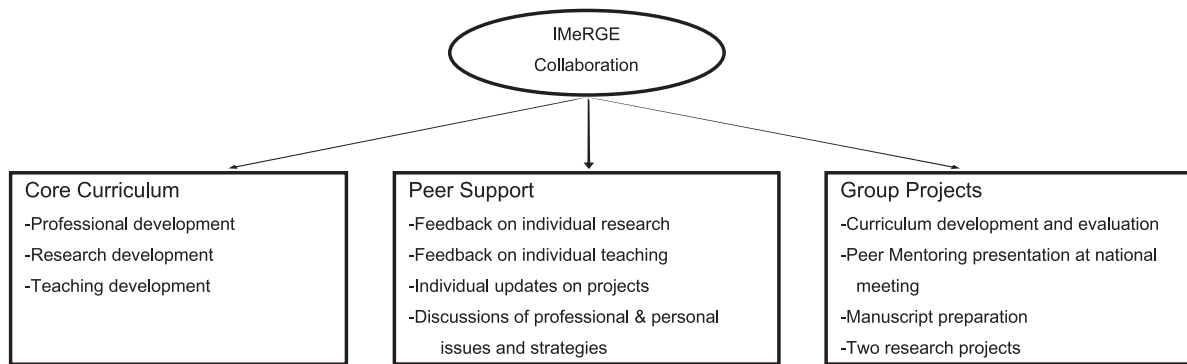 IMeRGE
Collaboration
Core Curriculum
-Professional development
-Research development
-Teaching development
Peer Support
-Feedback on individual research
-Feedback on individual teaching
-Individual updates on projects
-Discussions of professional & personal
issues and strategies
Group Projects
-Curriculum development and evaluation
-Peer Mentoring presentation at national
meeting
-Manuscript preparation
-Two research projects